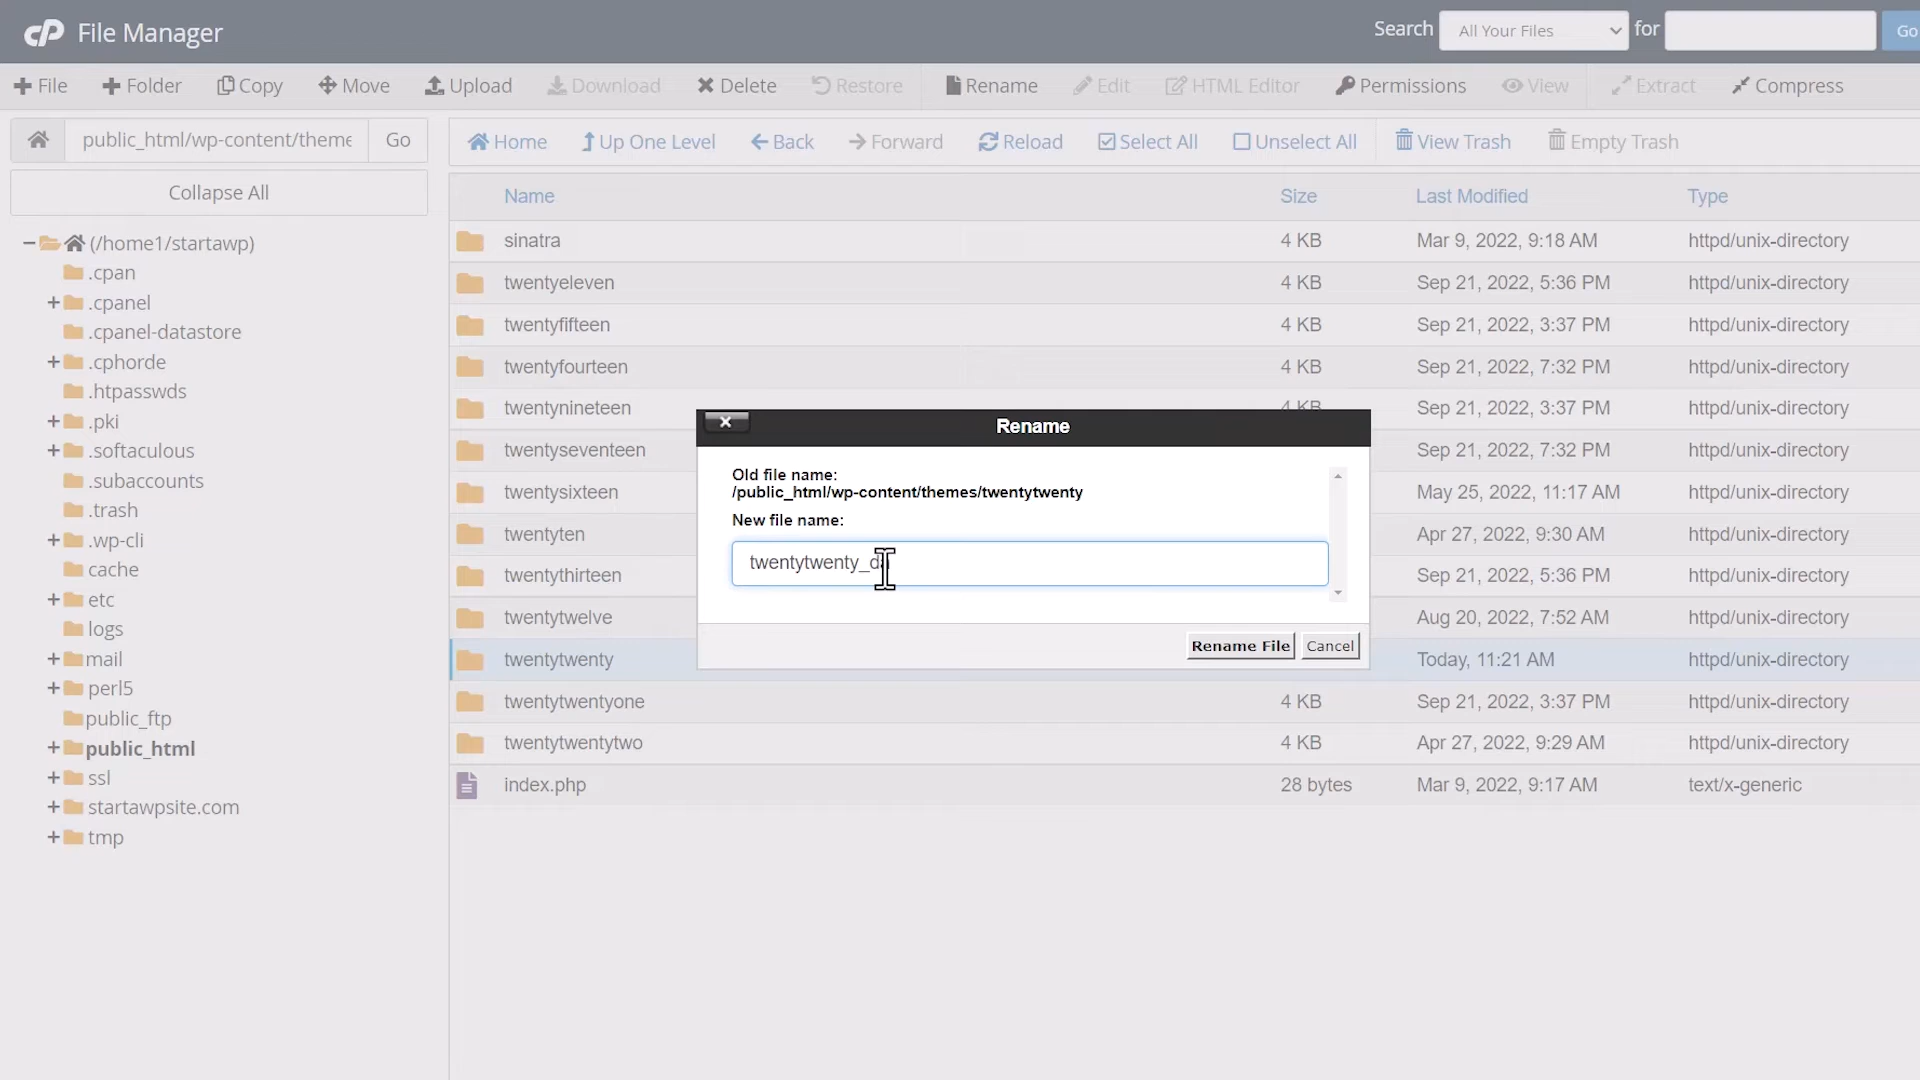 cP File Manager
Search All Your Files for Go
File Folder Copy Move Upload Download Delete Restore Rename Edit HTML Editor Permissions View Extract Compress
public_html/wp-content/theme Go
Home Up One Level Back Forward Reload Select All Unselect All View Trash Empty Trash
Collapse All
(/home1/startawp)
.cpan
.cpanel
.cpanel-datastore
.cphorde
.htpasswds
.pki
.softaculous
.subaccounts
.trash
.wp-cli
cache
etc
logs
mail
perl5
public_ftp
public_html
ssl
startawpsite.com
tmp
Name Size Last Modified Type
sinatra 4 KB Mar 9, 2022, 9:18 AM httpd/unix-directory
twentyeleven 4 KB Sep 21, 2022, 5:36 PM httpd/unix-directory
twentyfifteen 4 KB Sep 21, 2022, 3:37 PM httpd/unix-directory
twentyfourteen 4 KB Sep 21, 2022, 7:32 PM httpd/unix-directory
twentynineteen 4 KB Sep 21, 2022, 3:37 PM httpd/unix-directory
twentyseventeen Sep 21, 2022, 7:32 PM httpd/unix-directory
twentysixteen May 25, 2022, 11:17 AM httpd/unix-directory
twentyten Apr 27, 2022, 9:30 AM httpd/unix-directory
twentythirteen Sep 21, 2022, 5:36 PM httpd/unix-directory
twentytwelve Aug 20, 2022, 7:52 AM httpd/unix-directory
twentytwenty Today, 11:21 AM httpd/unix-directory
twentytwentyone 4 KB Sep 21, 2022, 3:37 PM httpd/unix-directory
twentytwentytwo 4 KB Apr 27, 2022, 9:29 AM httpd/unix-directory
index.php 28 bytes Mar 9, 2022, 9:17 AM text/x-generic
Rename
Old file name:
/public_html/wp-content/themes/twentytwenty
New file name:
Rename File Cancel